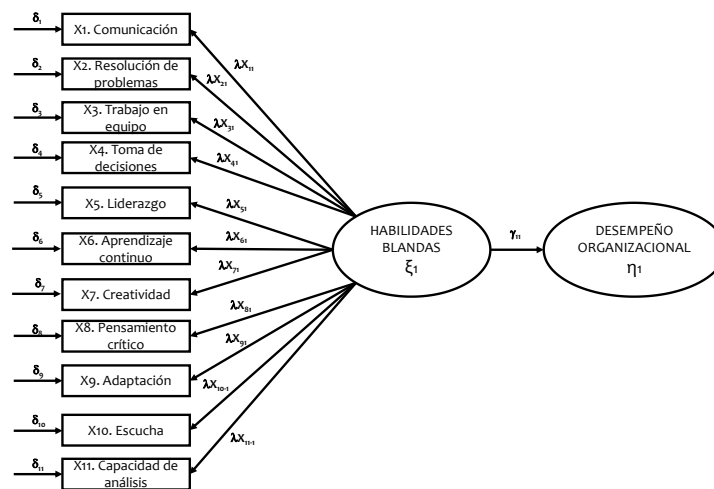 δ₁
X1. Comunicación
δ₂
X2. Resolución de
problemas
δ₃
X3. Trabajo en
equipo
δ₄
X4. Toma de
decisiones
δ₅
X5. Liderazgo
δ₆
X6. Aprendizaje
continuo
δ₇
X7. Creatividad
δ₈
X8. Pensamiento
crítico
δ₉
X9. Adaptación
δ₁₀
X10. Escucha
δ₁₁
X11. Capacidad de
análisis
λX₁₁
λX₂₁
λX₃₁
λX₄₁
λX₅₁
λX₆₁
λX₇₁
λX₈₁
λX₉₁
λX₁₀₋₁
λX₁₁₋₁
HABILIDADES
BLANDAS
ξ1
γ₁₁
DESEMPEÑO
ORGANIZACIONAL
η1